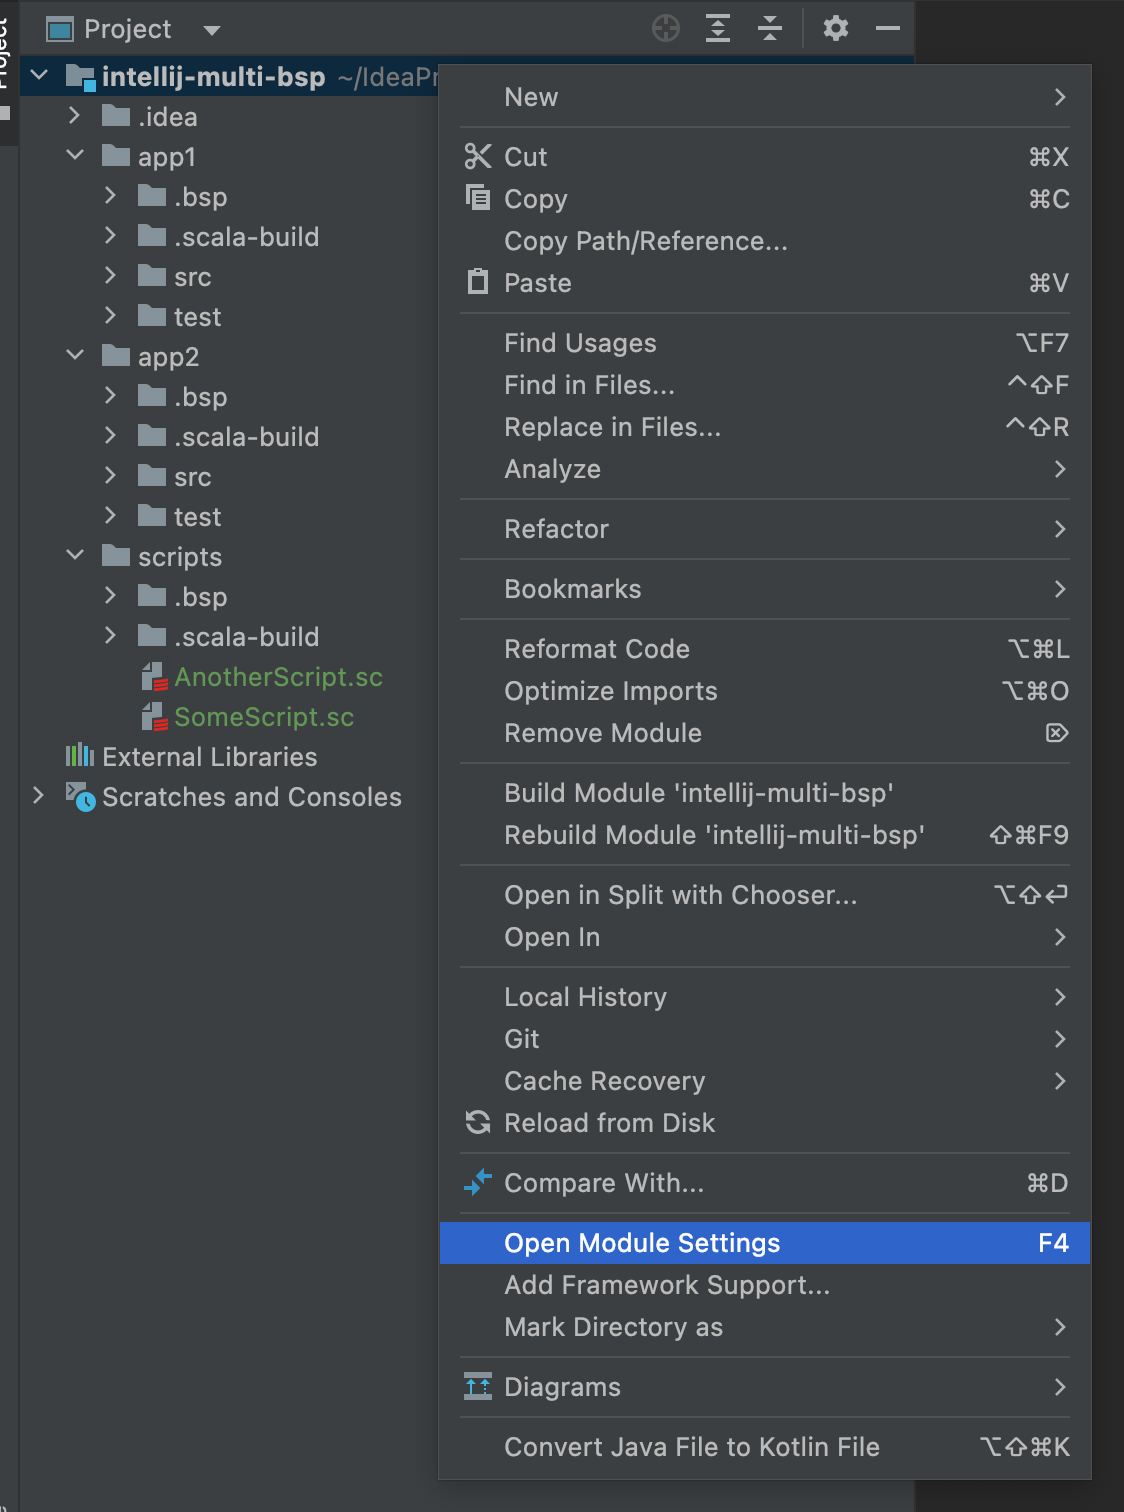 Project
Project
intellij-multi-bsp ~/IdeaPr
.idea
app1
.bsp
.scala-build
src
test
app2
.bsp
.scala-build
src
test
scripts
.bsp
.scala-build
AnotherScript.sc
SomeScript.sc
External Libraries
Scratches and Consoles
New
Cut ⌘X
Copy ⌘C
Copy Path/Reference...
Paste ⌘V
Find Usages ⌥F7
Find in Files... ^⇧F
Replace in Files... ^⇧R
Analyze
Refactor
Bookmarks
Reformat Code ⌥⌘L
Optimize Imports ⌥⌘O
Remove Module ⌦
Build Module 'intellij-multi-bsp'
Rebuild Module 'intellij-multi-bsp' ⇧⌘F9
Open in Split with Chooser... ⌥⇧⏎
Open In
Local History
Git
Cache Recovery
Reload from Disk
Compare With... ⌘D
Open Module Settings F4
Add Framework Support...
Mark Directory as
Diagrams
Convert Java File to Kotlin File ⌥⇧⌘K